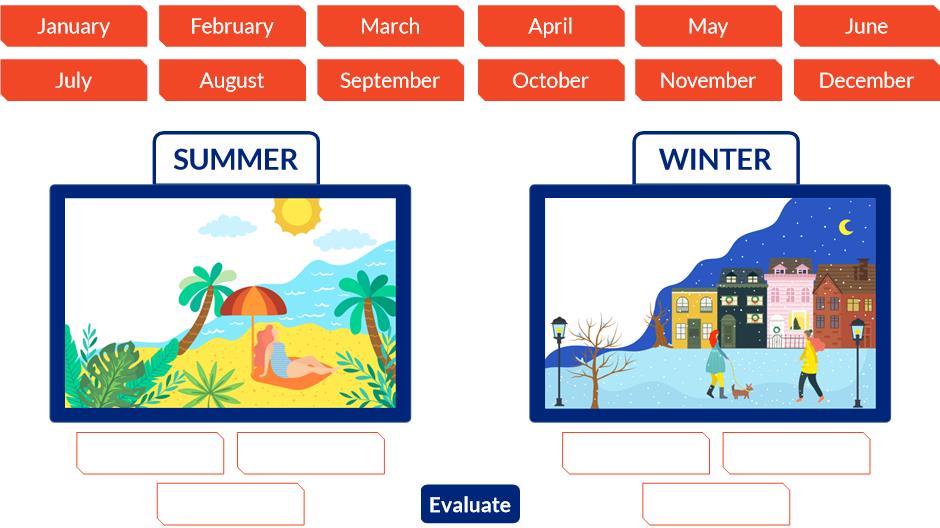 January February March April May June
July August September October November December
SUMMER WINTER
Evaluate